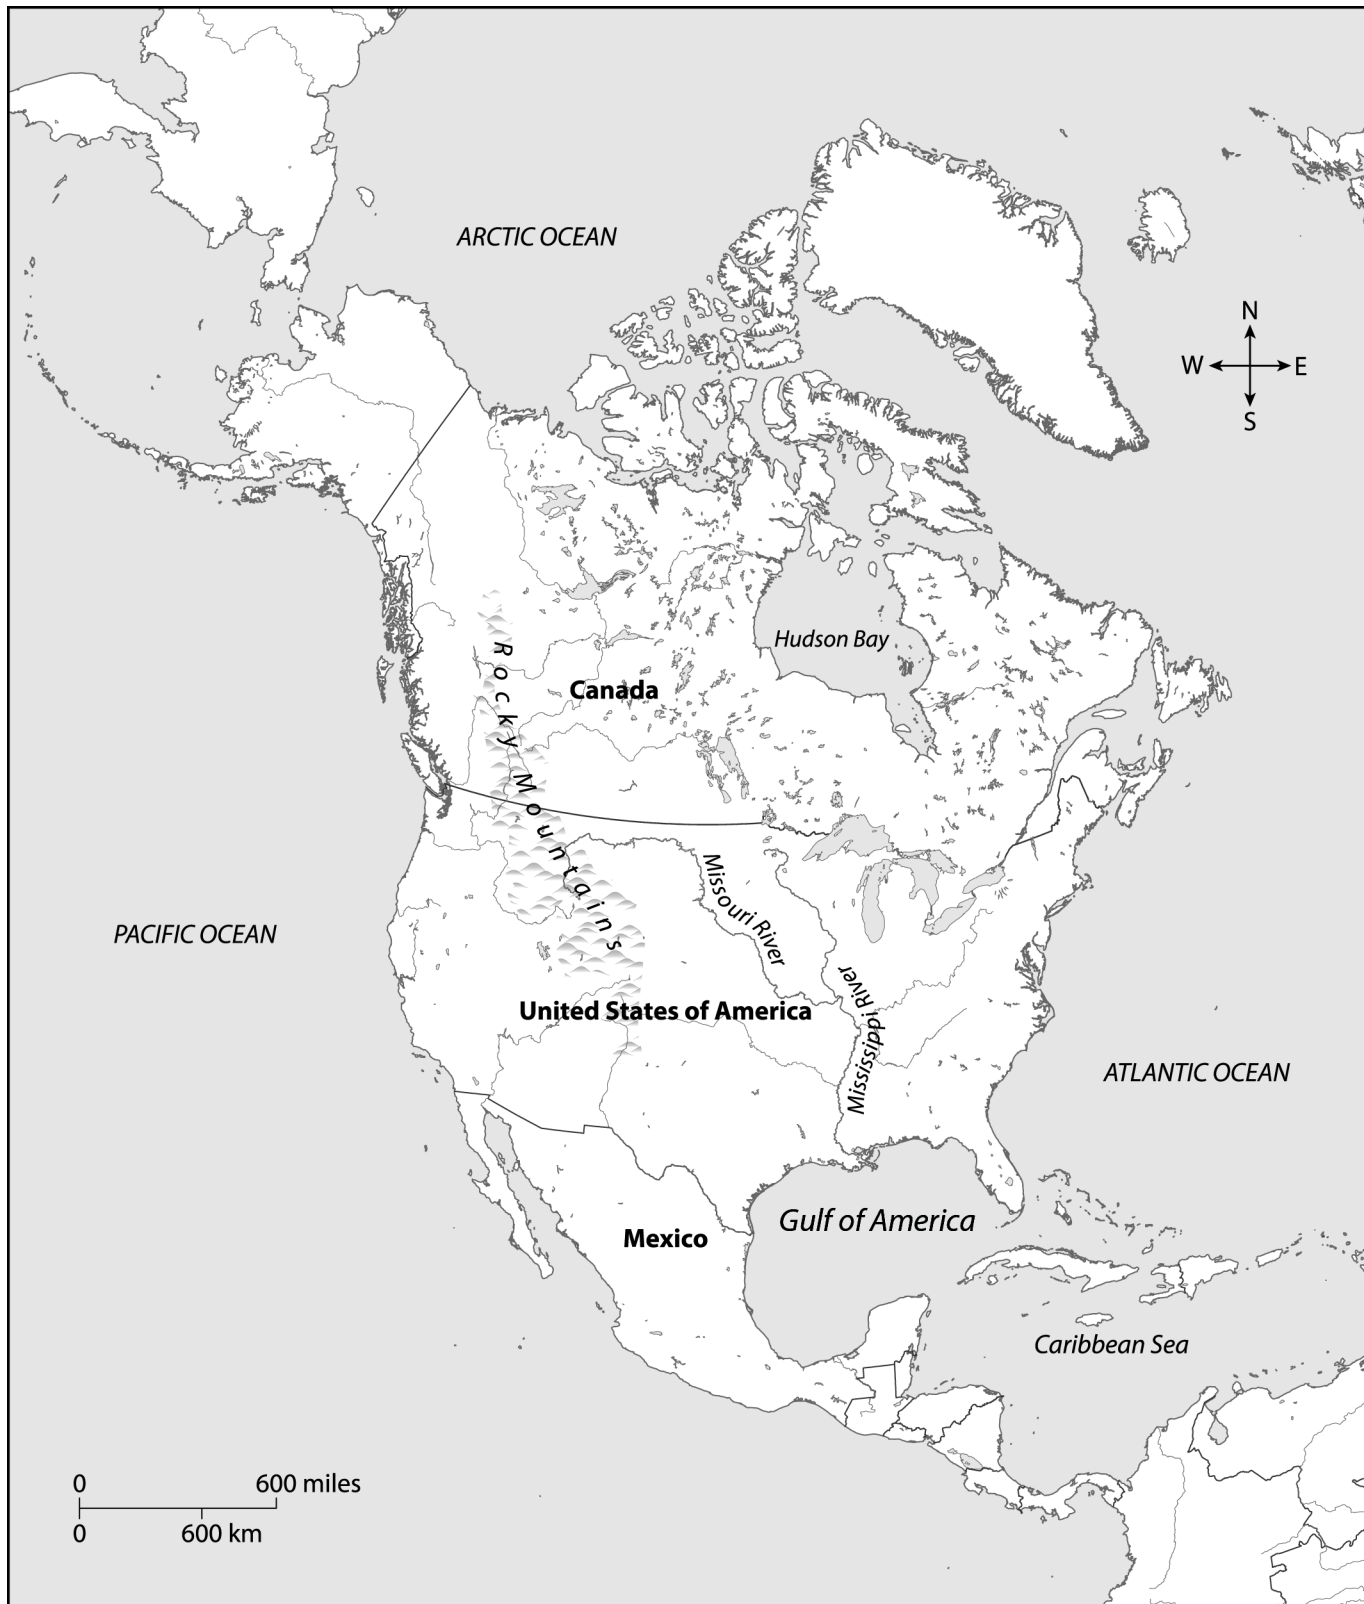 ARCTIC OCEAN
N
W E
S
Hudson Bay
Rocky Mountains
Canada
Missouri River
PACIFIC OCEAN
Mississippi River
United States of America
ATLANTIC OCEAN
Gulf of America
Mexico
Caribbean Sea
0 600 miles
0 600 km